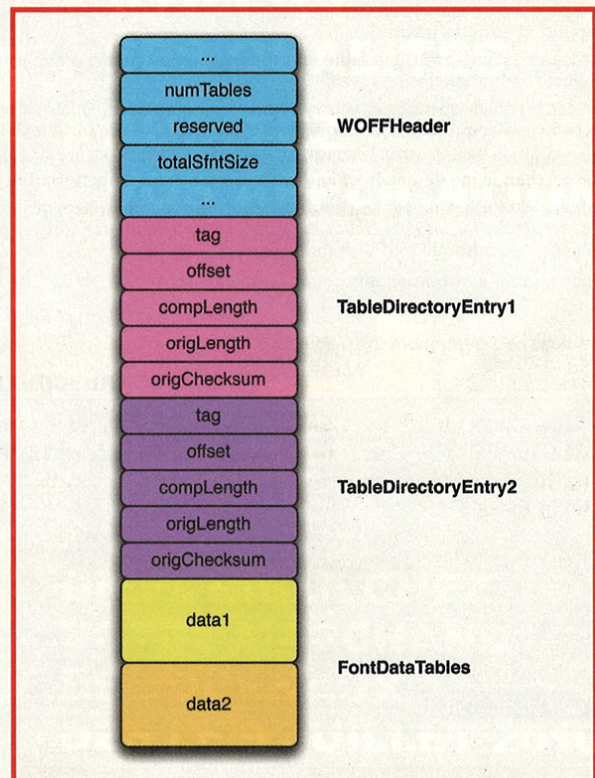 ...
numTables
reserved
WOFFHeader
totalSfntSize
...
tag
offset
compLength
TableDirectoryEntry1
origLength
origChecksum
tag
offset
compLength
TableDirectoryEntry2
origLength
origChecksum
data1
FontDataTables
data2